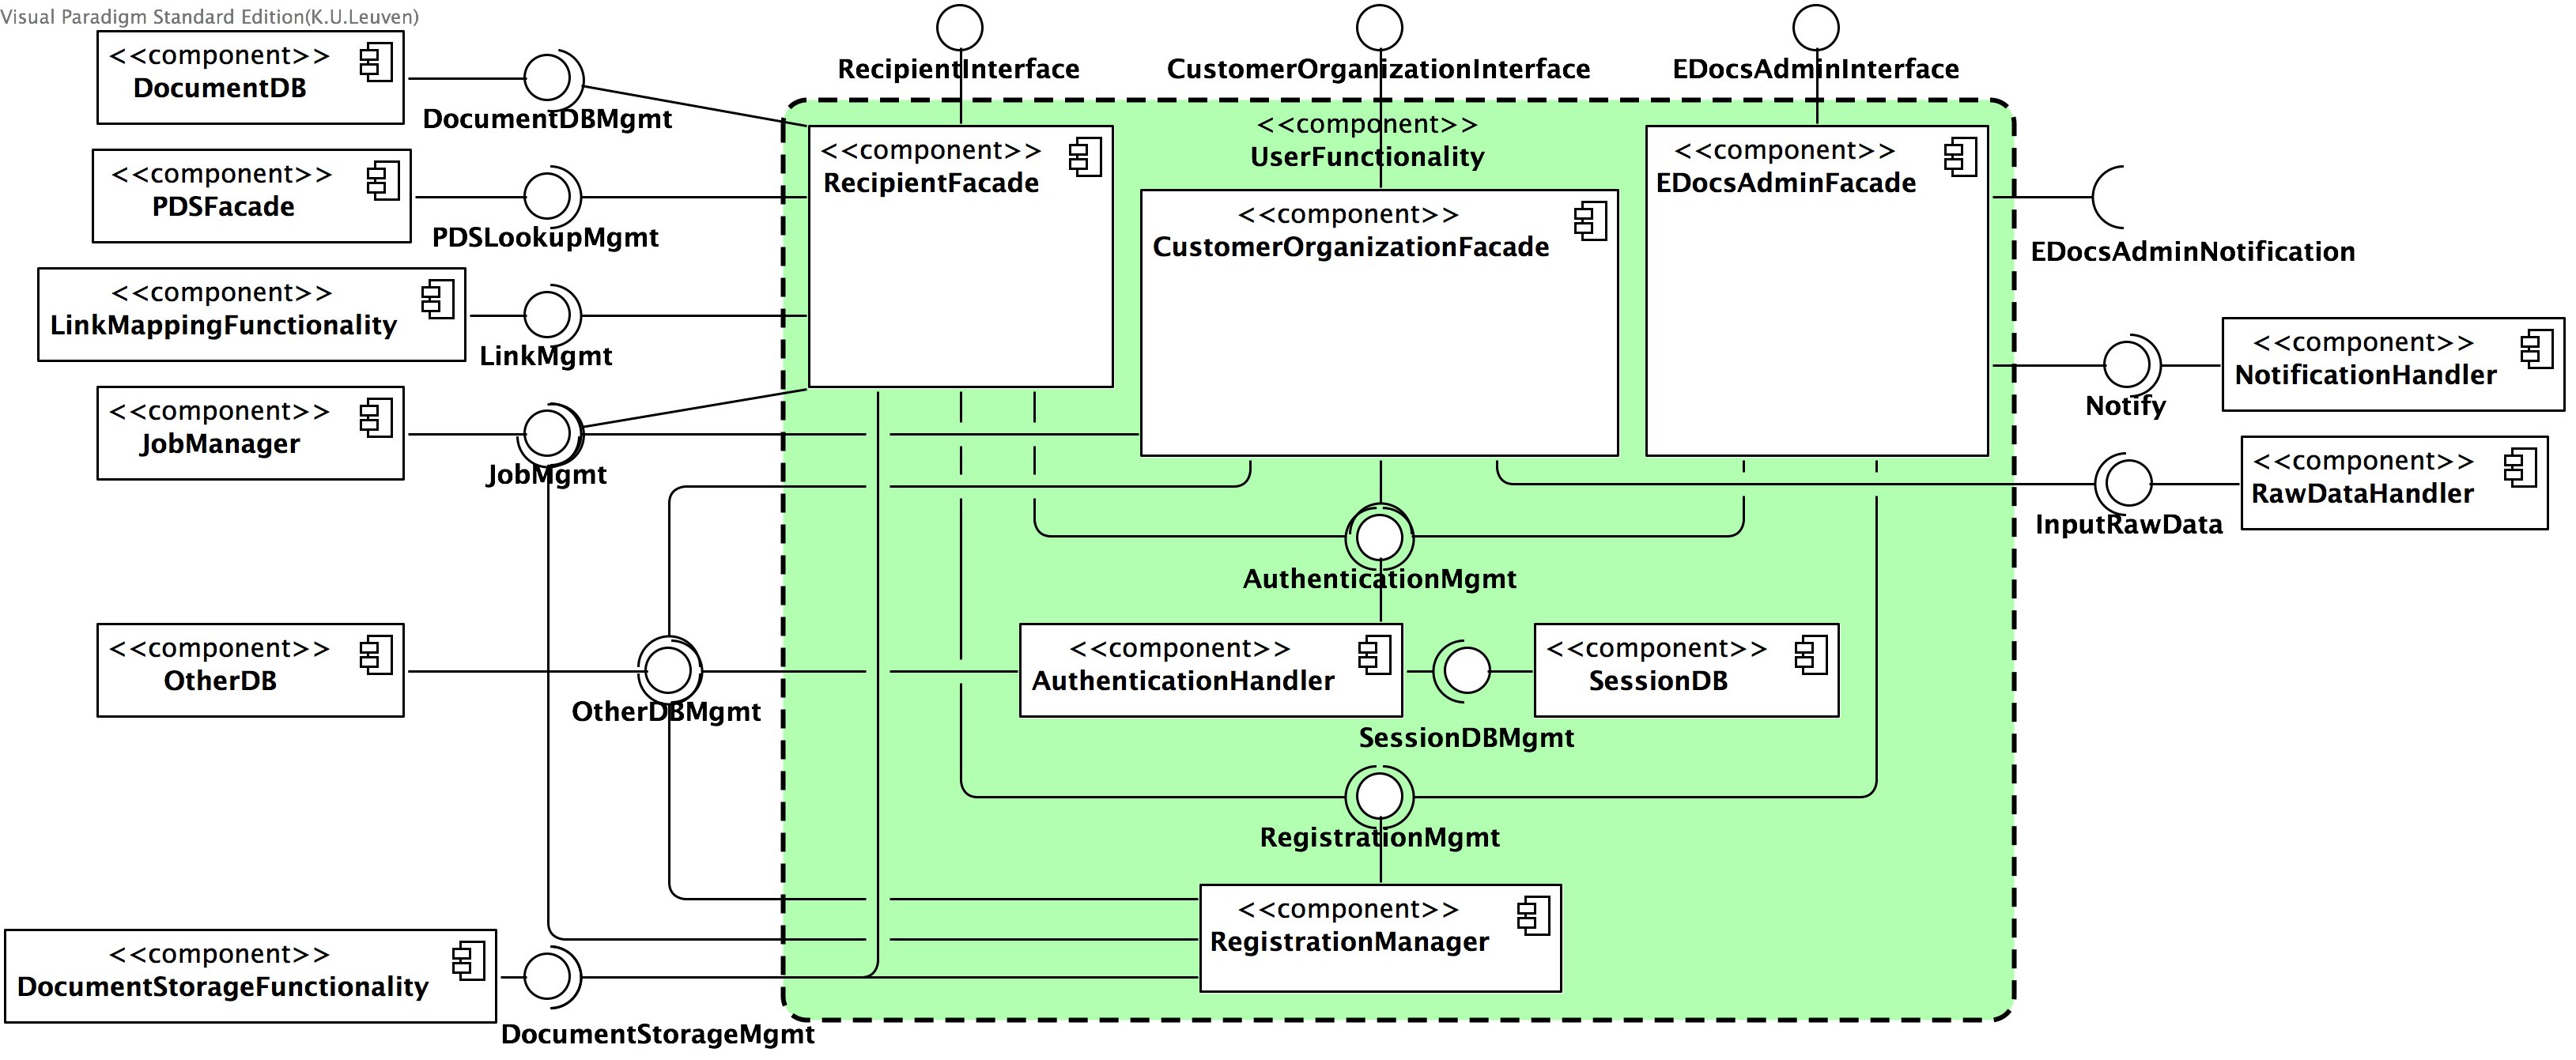 Visual Paradigm Standard Edition(K.U.Leuven)
<<component>>
DocumentDB
DocumentDBMgmt
<<component>>
PDSFacade
PDSLookupMgmt
<<component>>
LinkMappingFunctionality
LinkMgmt
<<component>>
JobManager
JobMgmt
<<component>>
OtherDB
OtherDBMgmt
<<component>>
DocumentStorageFunctionality
DocumentStorageMgmt
RecipientInterface
CustomerOrganizationInterface
EDocsAdminInterface
<<component>>
UserFunctionality
<<component>>
RecipientFacade
<<component>>
CustomerOrganizationFacade
<<component>>
EDocsAdminFacade
AuthenticationMgmt
<<component>>
AuthenticationHandler
<<component>>
SessionDB
SessionDBMgmt
RegistrationMgmt
<<component>>
RegistrationManager
EDocsAdminNotification
<<component>>
NotificationHandler
Notify
<<component>>
RawDataHandler
InputRawData